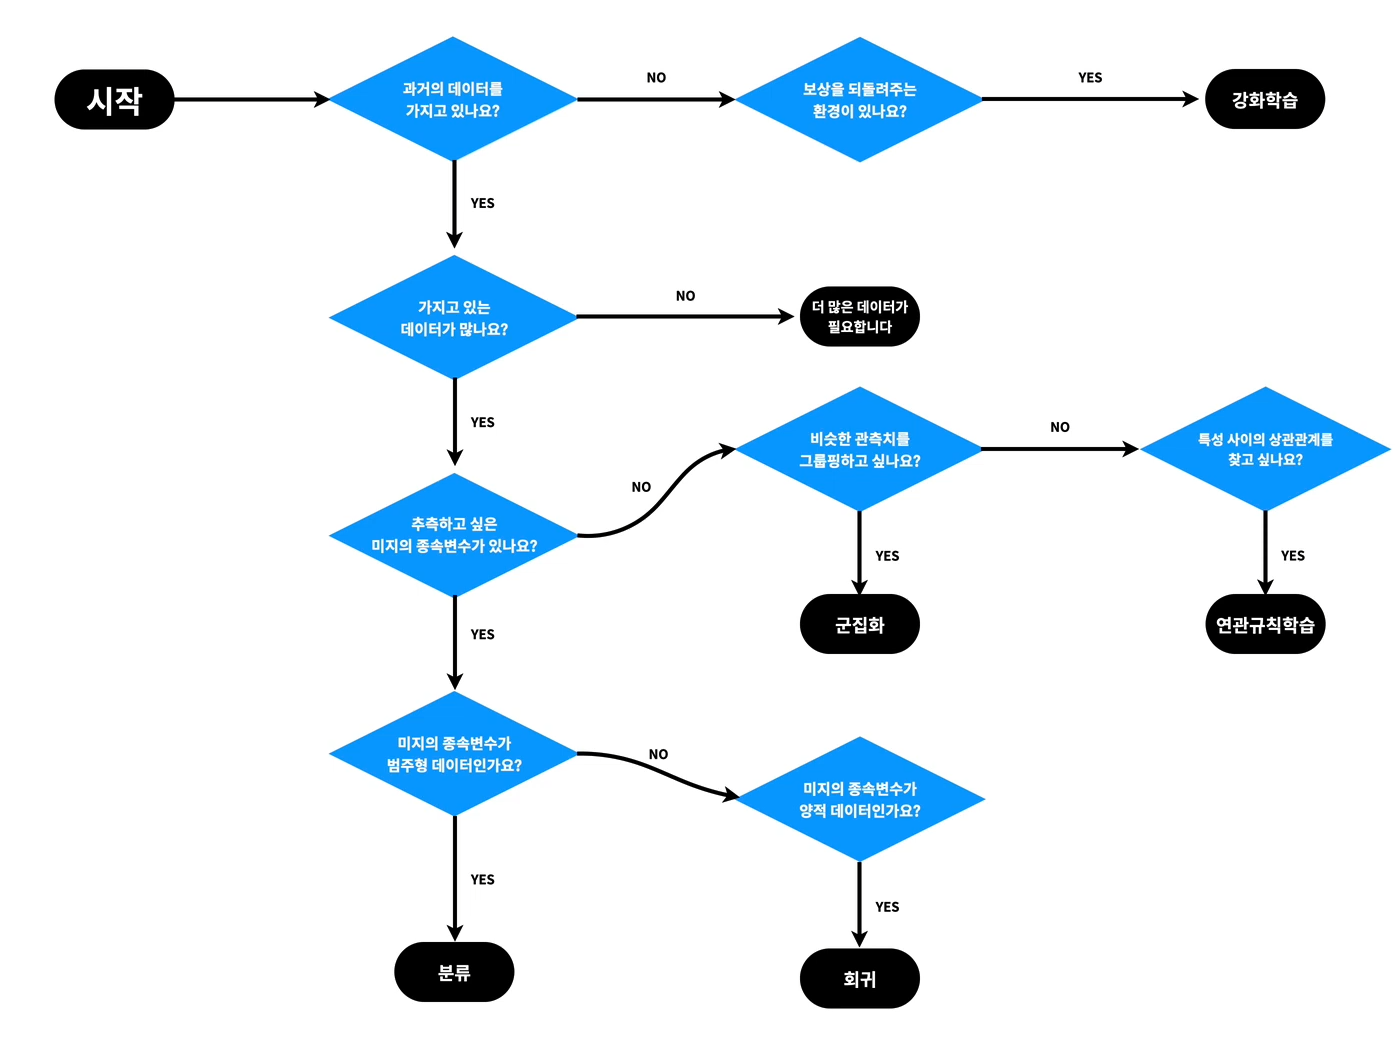 시작
과거의 데이터를
가지고 있나요?
NO
보상을 되돌려주는
환경이 있나요?
YES
강화학습
YES
가지고 있는
데이터가 많나요?
NO
더 많은 데이터가
필요합니다
YES
추측하고 싶은
미지의 종속변수가 있나요?
NO
비슷한 관측치를
그룹핑하고 싶나요?
NO
특성 사이의 상관관계를
찾고 싶나요?
YES
군집화
YES
연관규칙학습
YES
미지의 종속변수가
범주형 데이터인가요?
NO
미지의 종속변수가
양적 데이터인가요?
YES
분류
YES
회귀